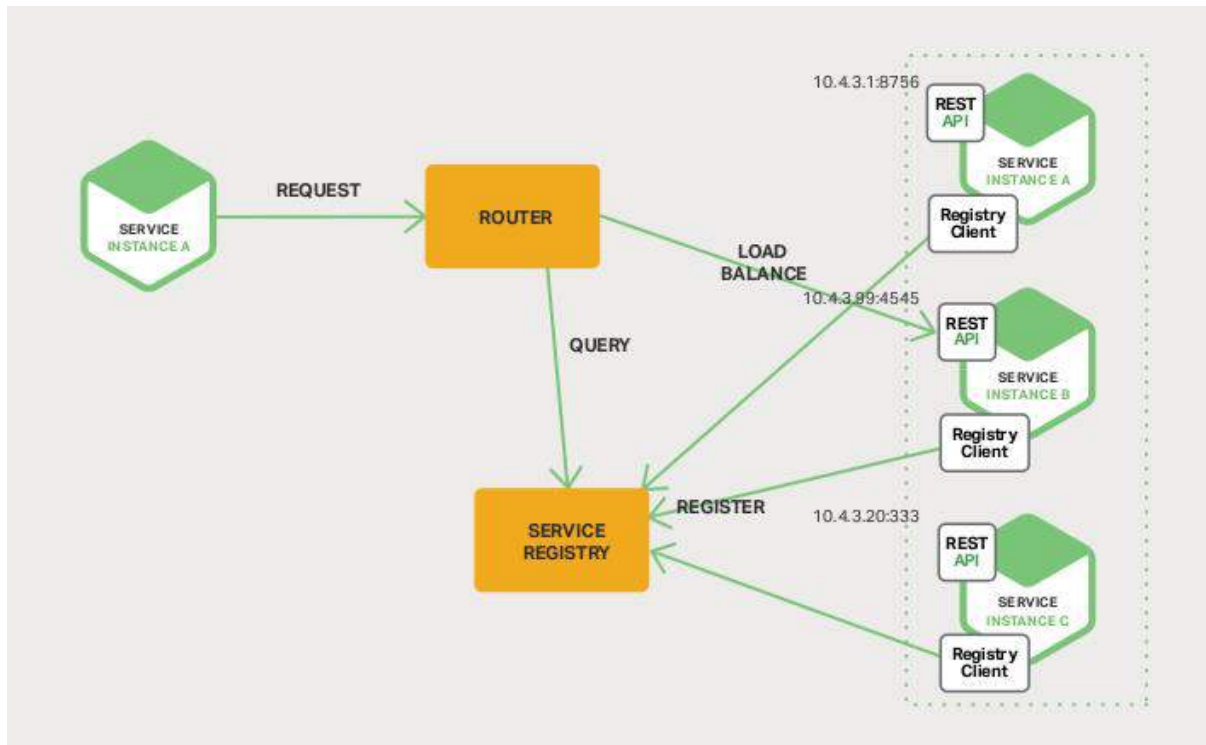 SERVICE
INSTANCE A
REQUEST
ROUTER
LOAD
BALANCE
QUERY
SERVICE
REGISTRY
REGISTER
10.4.3.1:8756
REST
API
SERVICE
INSTANCE A
Registry
Client
10.4.3.99:4545
REST
API
SERVICE
INSTANCE B
Registry
Client
10.4.3.20:333
REST
API
SERVICE
INSTANCE C
Registry
Client